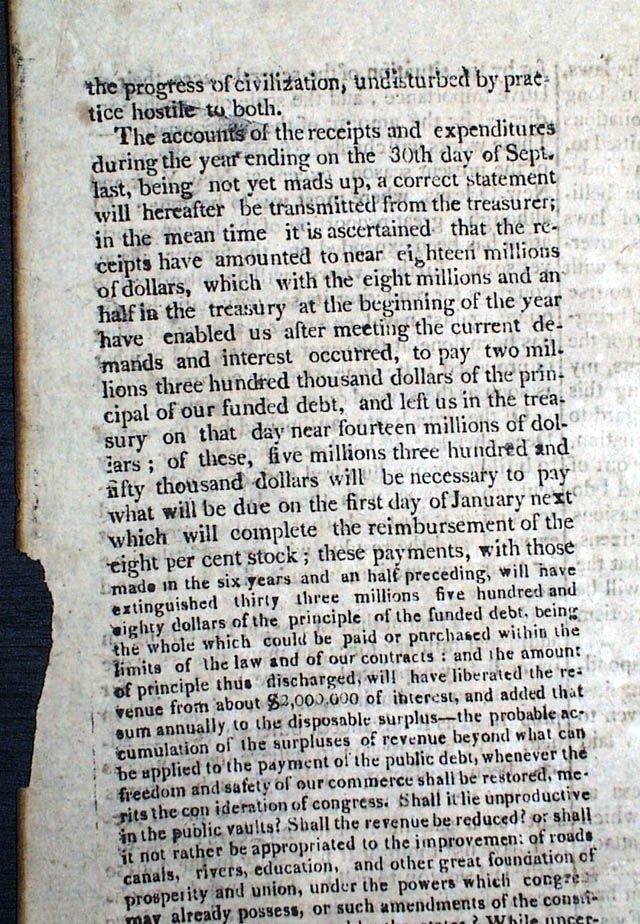 the progress of civilization, undisturbed by prac-
tice hostile to both.
The accounts of the receipts and expenditures
during the year ending on the 30th day of Sept.
last, being not yet mads up, a correct statement
will hereafter be transmitted from the treasurer;
in the mean time it is ascertained that the re-
ceipts have amounted to near eighteen millions
of dollars, which with the eight millions and an
half in the treasury at the beginning of the year
have enabled us after meeting the current de-
mands and interest occurred, to pay two mil-
lions three hundred thousand dollars of the prin-
cipal of our funded debt, and left us in the trea-
sury on that day near fourteen millions of dol-
lars ; of these, five millions three hundred and
fifty thousand dollars will be necessary to pay
what will be due on the first day of January next
which will complete the reimbursement of the
eight per cent stock ; these payments, with those
made in the six years and an half preceding, will have
extinguished thirty three millions five hundred and
eighty dollars of the principle of the funded debt, being
the whole which could be paid or purchased within the
limits of the law and of our contracts : and the amount
of principle thus discharged, will have liberated the re-
venue from about $2,000.000 of interest, and added that
sum annually to the disposable surplus—the probable ac-
cumulation of the surpluses of revenue beyond what can
be applied to the payment of the public debt, whenever the
freedom and safety of our commerce shall be restored, me-
rits the con ideration of congress. Shall it lie unproductive
in the public vaults? Shall the revenue be reduced? or shall
it not rather be appropriated to the improvement of roads
canals, rivers, education, and other great foundation of
prosperity and union, under the powers which congre
may already possess, or such amendments of the consti-
While uncer-